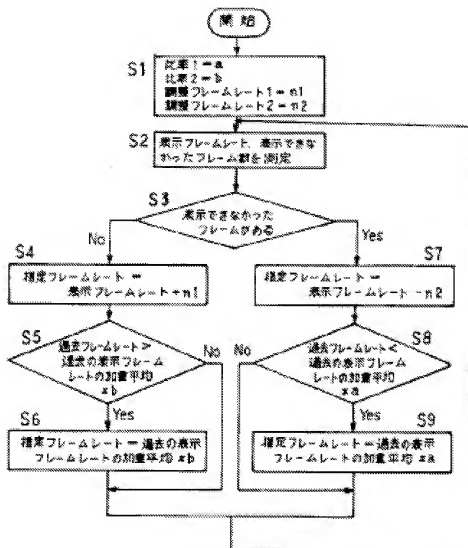 開始
S1
比率1=a
比率2=b
調整フレームレート1=n1
調整フレームレート2=n2
S2
表示フレームレート、表示できな
かったフレーム数を測定
S3
表示できなかった
フレームがある
No
Yes
S4
指定フレームレート =
表示フレームレート+n1
S7
指定フレームレート =
表示フレームレート-n2
S5
過去フレームレート>
過去の表示フレーム
レートの加重平均
xb
No
Yes
S8
過去フレームレート<
過去の表示フレーム
レートの加重平均
xa
No
Yes
S6
指定フレームレート=過去の表示
フレームレートの加重平均xb
S9
指定フレームレート=過去の表示
フレームレートの加重平均xa